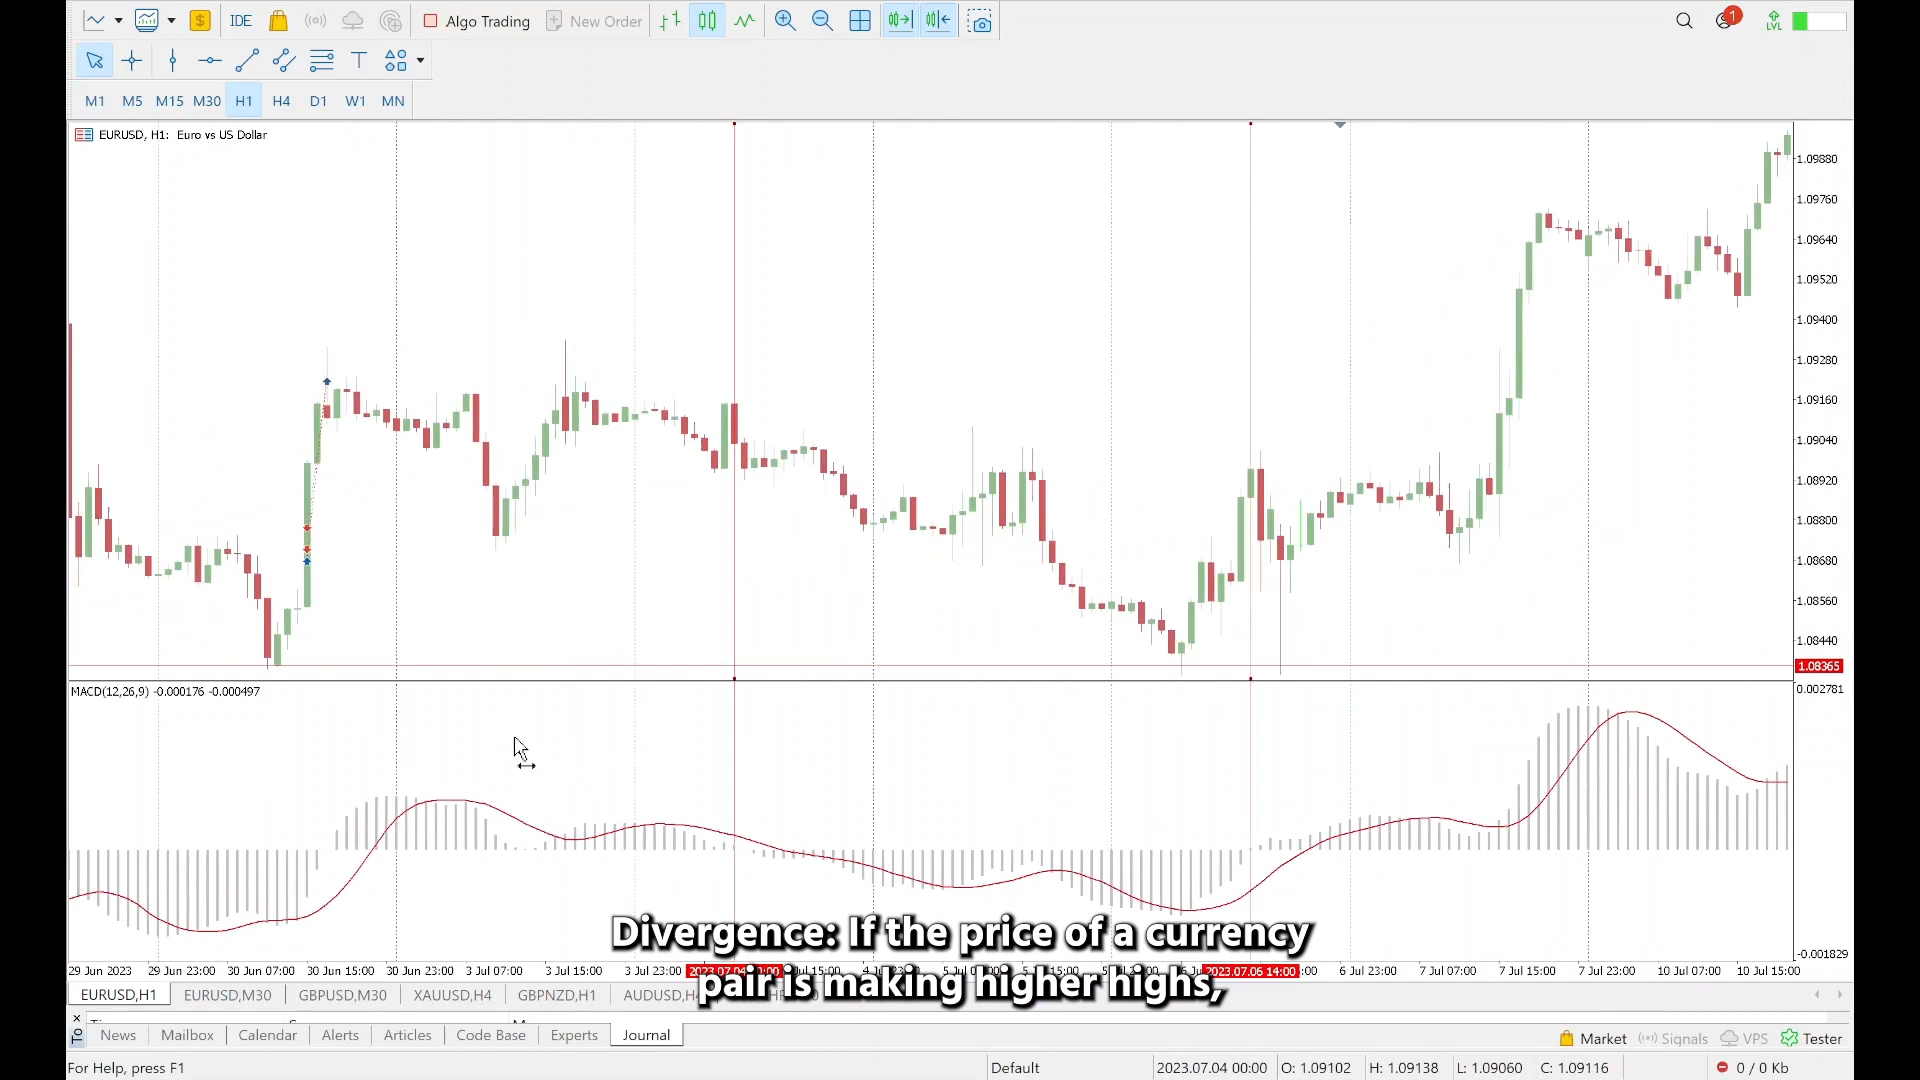 IDE
Algo Trading
New Order
1
LVL
T
M1 M5 M15 M30 H1 H4 D1 W1 MN
EURUSD, H1: Euro vs US Dollar
1.09880
1.09760
1.09640
1.09520
1.09400
1.09280
1.09160
1.09040
1.08920
1.08800
1.08680
1.08560
1.08440
1.08365
MACD(12,26,9) -0.000176 -0.000497
0.002781
-0.001829
Divergence: If the price of a currency
pair is making higher highs,
29 Jun 2023 29 Jun 23:00 30 Jun 07:00 30 Jun 15:00 30 Jun 23:00 3 Jul 07:00 3 Jul 15:00 3 Jul 23:00 2023.07.06 14:00 6 Jul 23:00 7 Jul 07:00 7 Jul 15:00 7 Jul 23:00 10 Jul 07:00 10 Jul 15:00
EURUSD,H1 EURUSD,M30 GBPUSD,M30 XAUUSD,H4 GBPNZD,H1
News Mailbox Calendar Alerts Articles Code Base Experts Journal
Market Signals VPS Tester
For Help, press F1
Default
2023.07.04 00:00 O: 1.09102 H: 1.09138 L: 1.09060 C: 1.09116
0 / 0 Kb